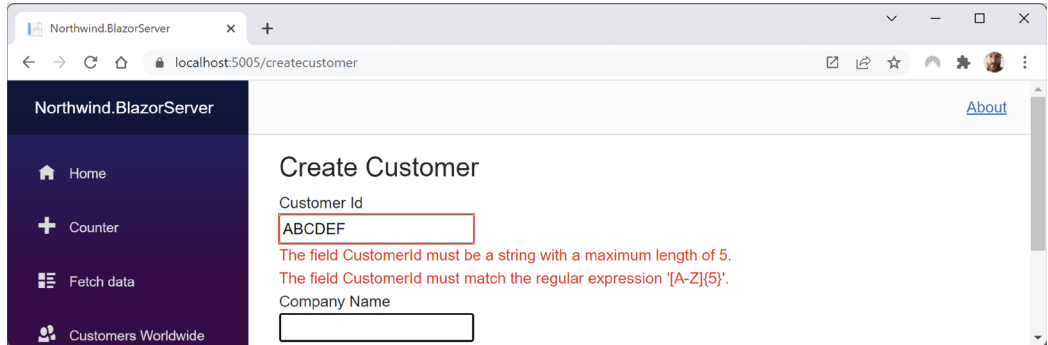 Northwind.BlazorServer
localhost:5005/createcustomer
Northwind.BlazorServer
About
Home
Counter
Fetch data
Customers Worldwide
Create Customer
Customer Id
ABCDEF
The field CustomerId must be a string with a maximum length of 5.
The field CustomerId must match the regular expression '[A-Z]{5}'.
Company Name